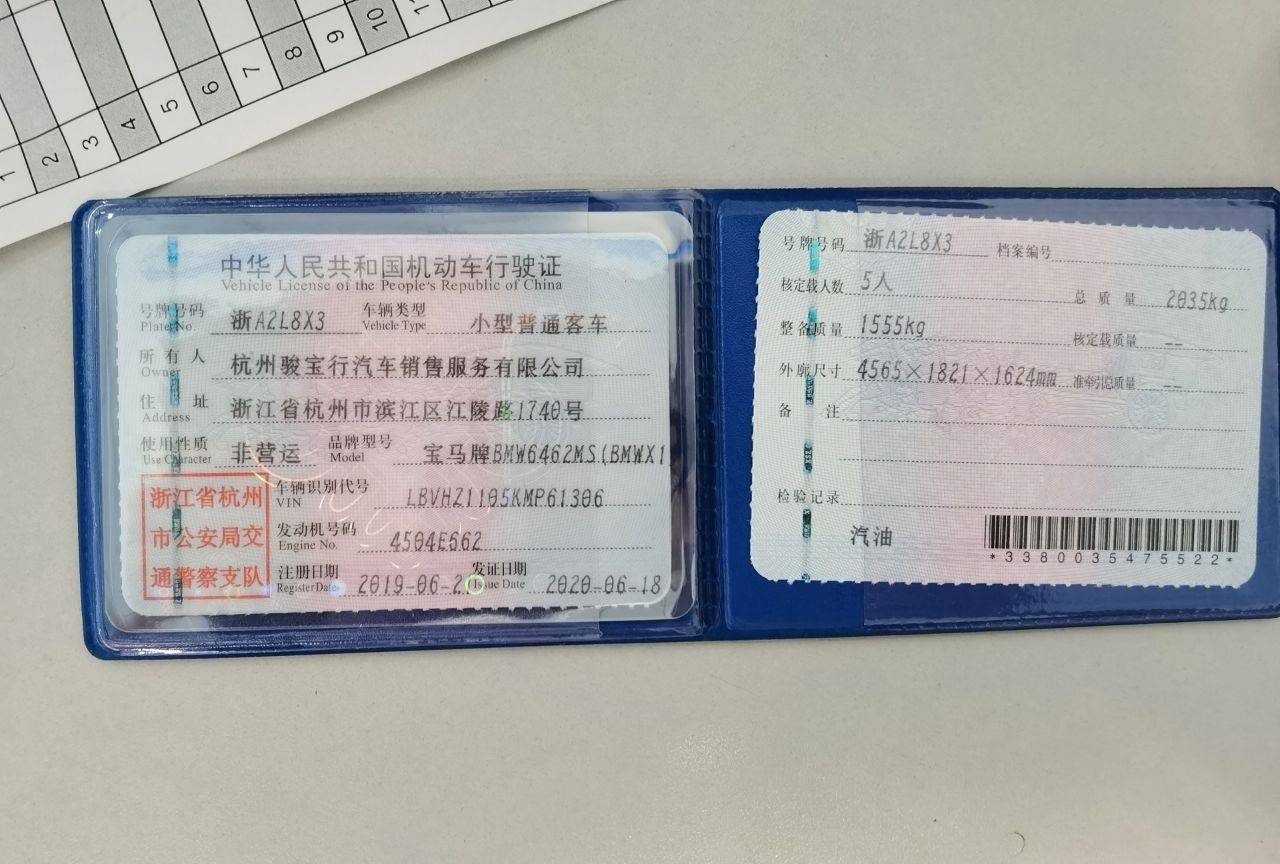 1 2 3 4 5 6 7 8 9 10
中华人民共和国机动车行驶证
Vehicle License of the People's Republic of China
号牌号码 浙A2L8X3 车辆类型 小型普通客车
Plate No. Vehicle Type
所有人 杭州骏宝行汽车销售服务有限公司
Owner
住址 浙江省杭州市滨江区江陵路1740号
Address
使用性质 非营运 品牌型号 宝马牌BMW6462MS(BMWX1
Use Character Model
浙江省杭州
市公安局交
通警察支队
车辆识别代号 LBVHZ1105KMP61306
VIN
发动机号码 4504E662
Engine No.
注册日期 2019-06-2 发证日期 2020-06-18
Register Date Issue Date
号牌号码 浙A2L8X3 档案编号
核定载人数 5人 总质量 2035kg
整备质量 1555kg 核定载质量 --
外廓尺寸 4565×1821×1624mm 准牵引总质量 --
备注
检验记录
汽油
*3380035475522*